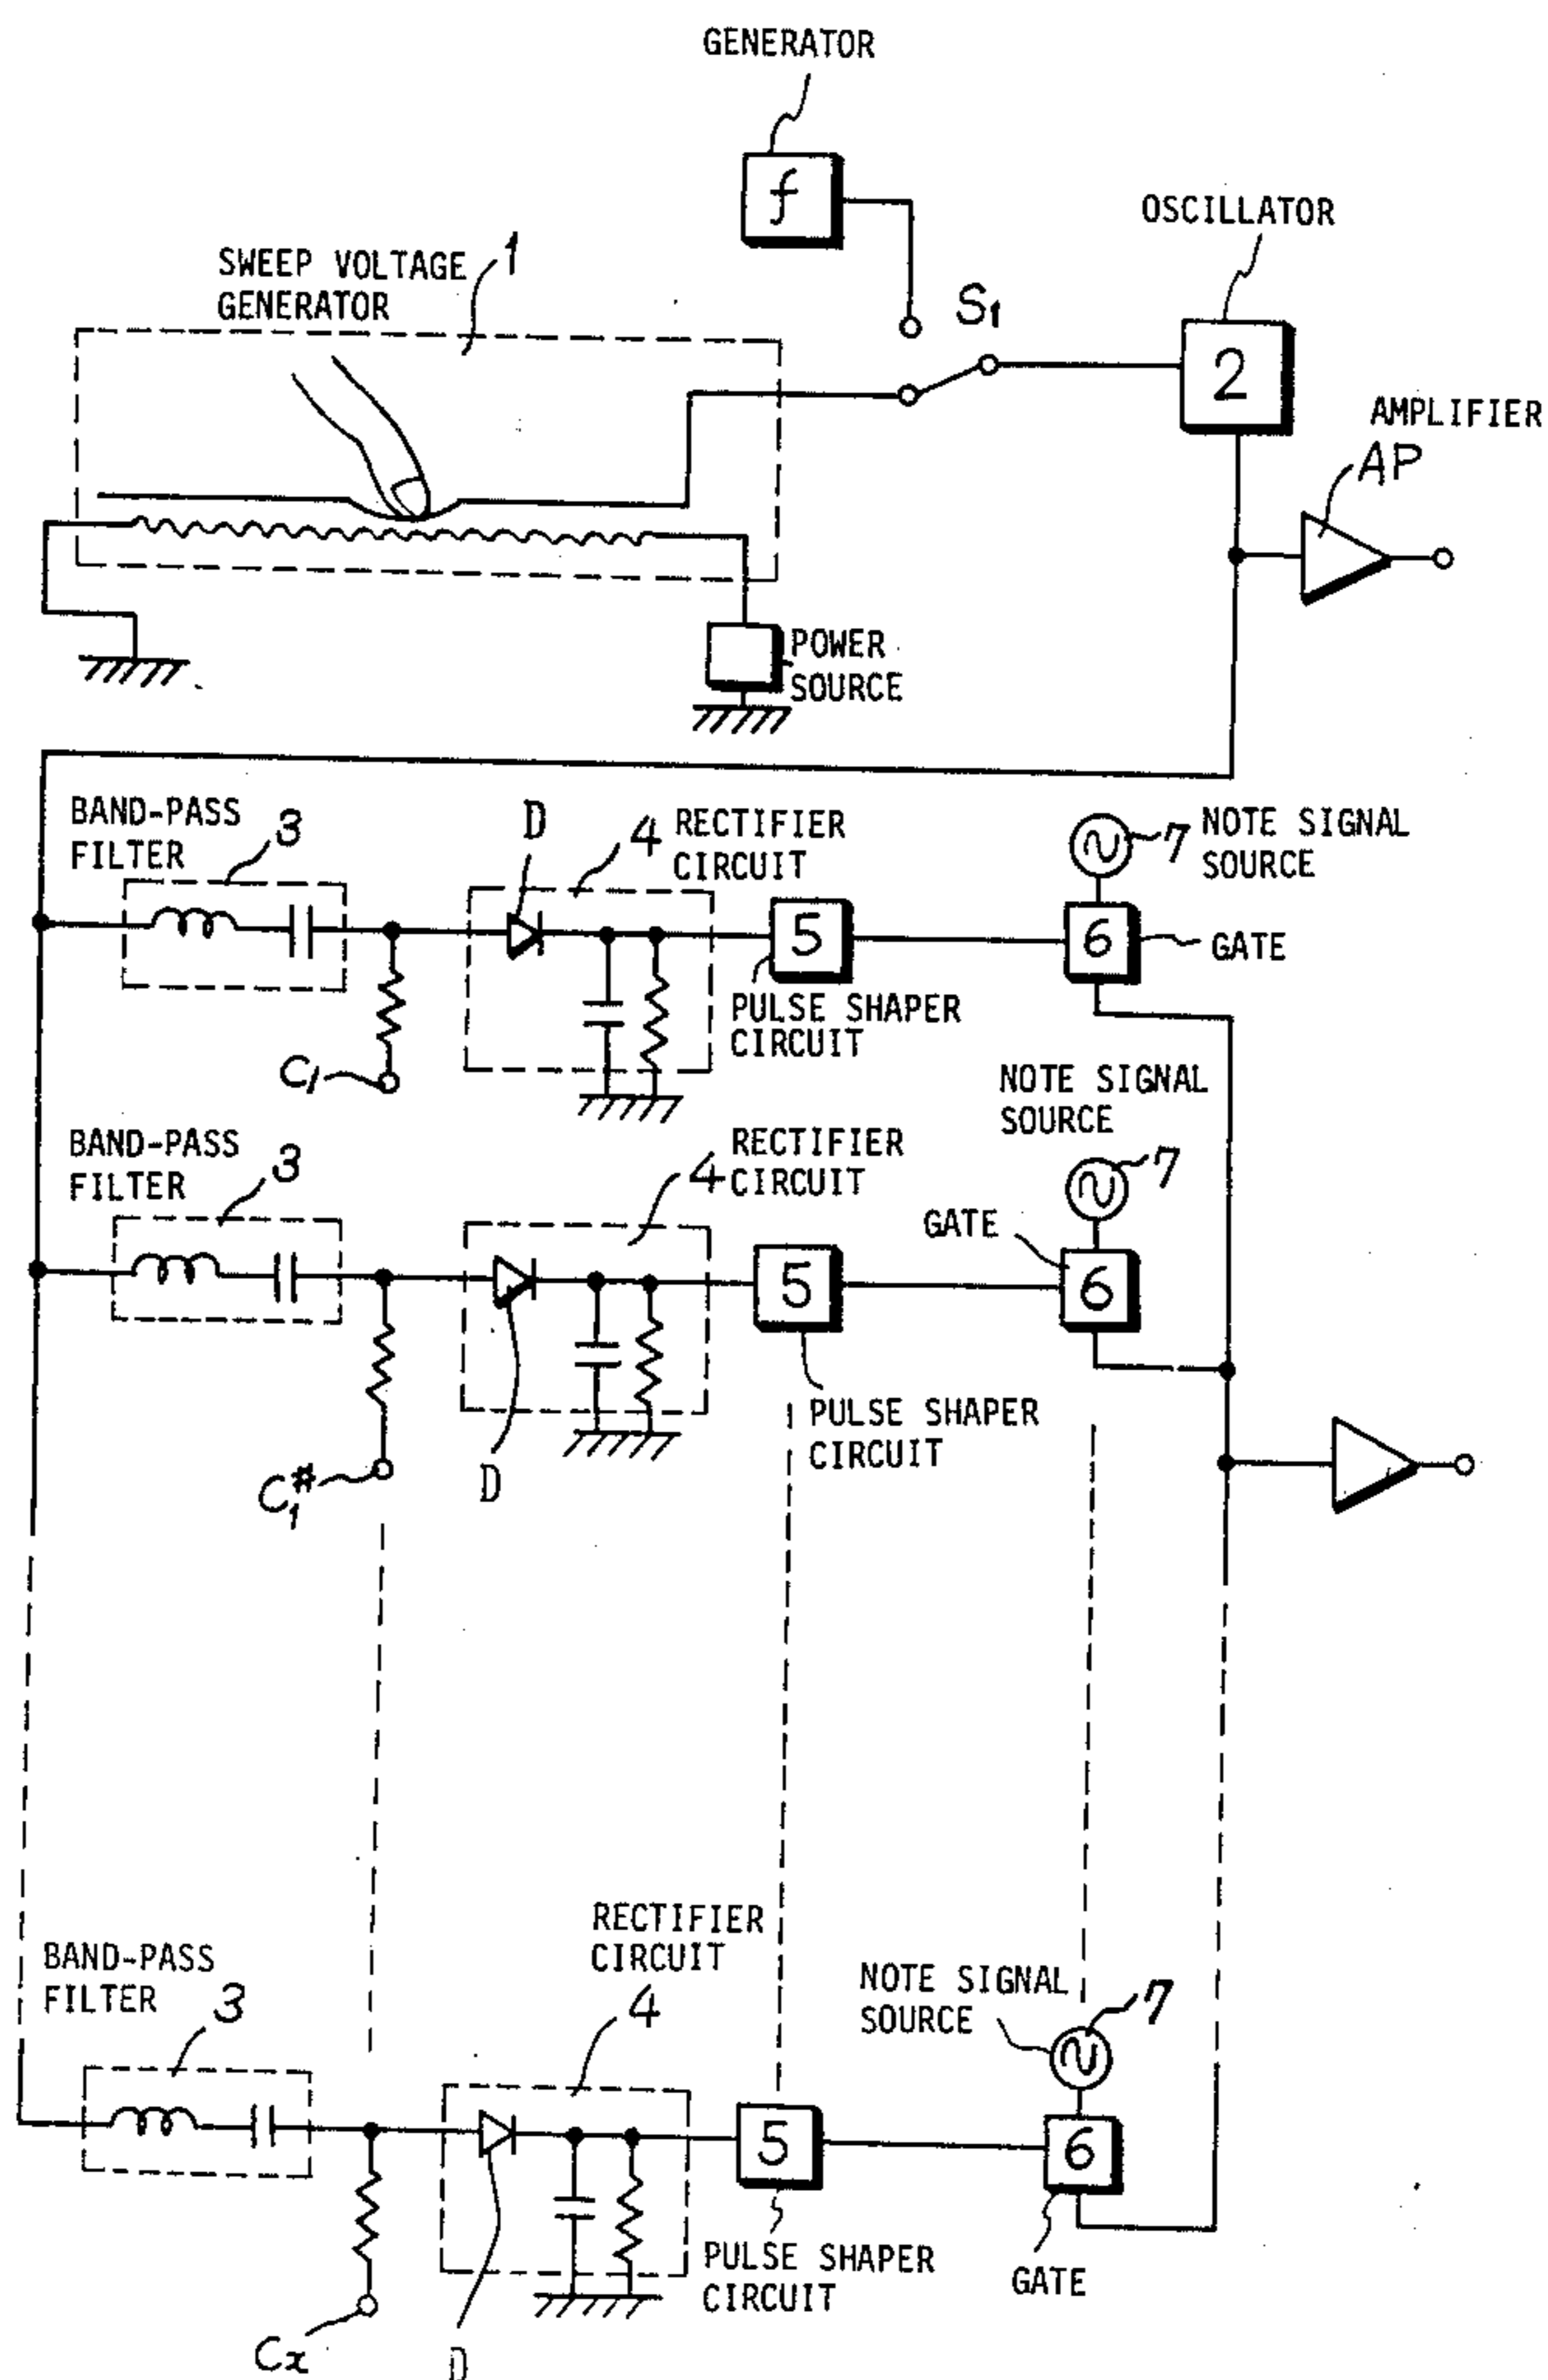 GENERATOR
f
OSCILLATOR
SWEEP VOLTAGE
GENERATOR
1
S1
2
AMPLIFIER
AP
POWER
SOURCE
BAND-PASS
FILTER
3
D
4
RECTIFIER
CIRCUIT
7
NOTE SIGNAL
SOURCE
5
6
GATE
PULSE SHAPER
CIRCUIT
C1
NOTE SIGNAL
SOURCE
BAND-PASS
FILTER
3
RECTIFIER
CIRCUIT
4
7
GATE
5
6
PULSE SHAPER
CIRCUIT
D
C1#
RECTIFIER
CIRCUIT
4
BAND-PASS
FILTER
3
NOTE SIGNAL
SOURCE
7
5
6
PULSE SHAPER
CIRCUIT
GATE
Cx
D